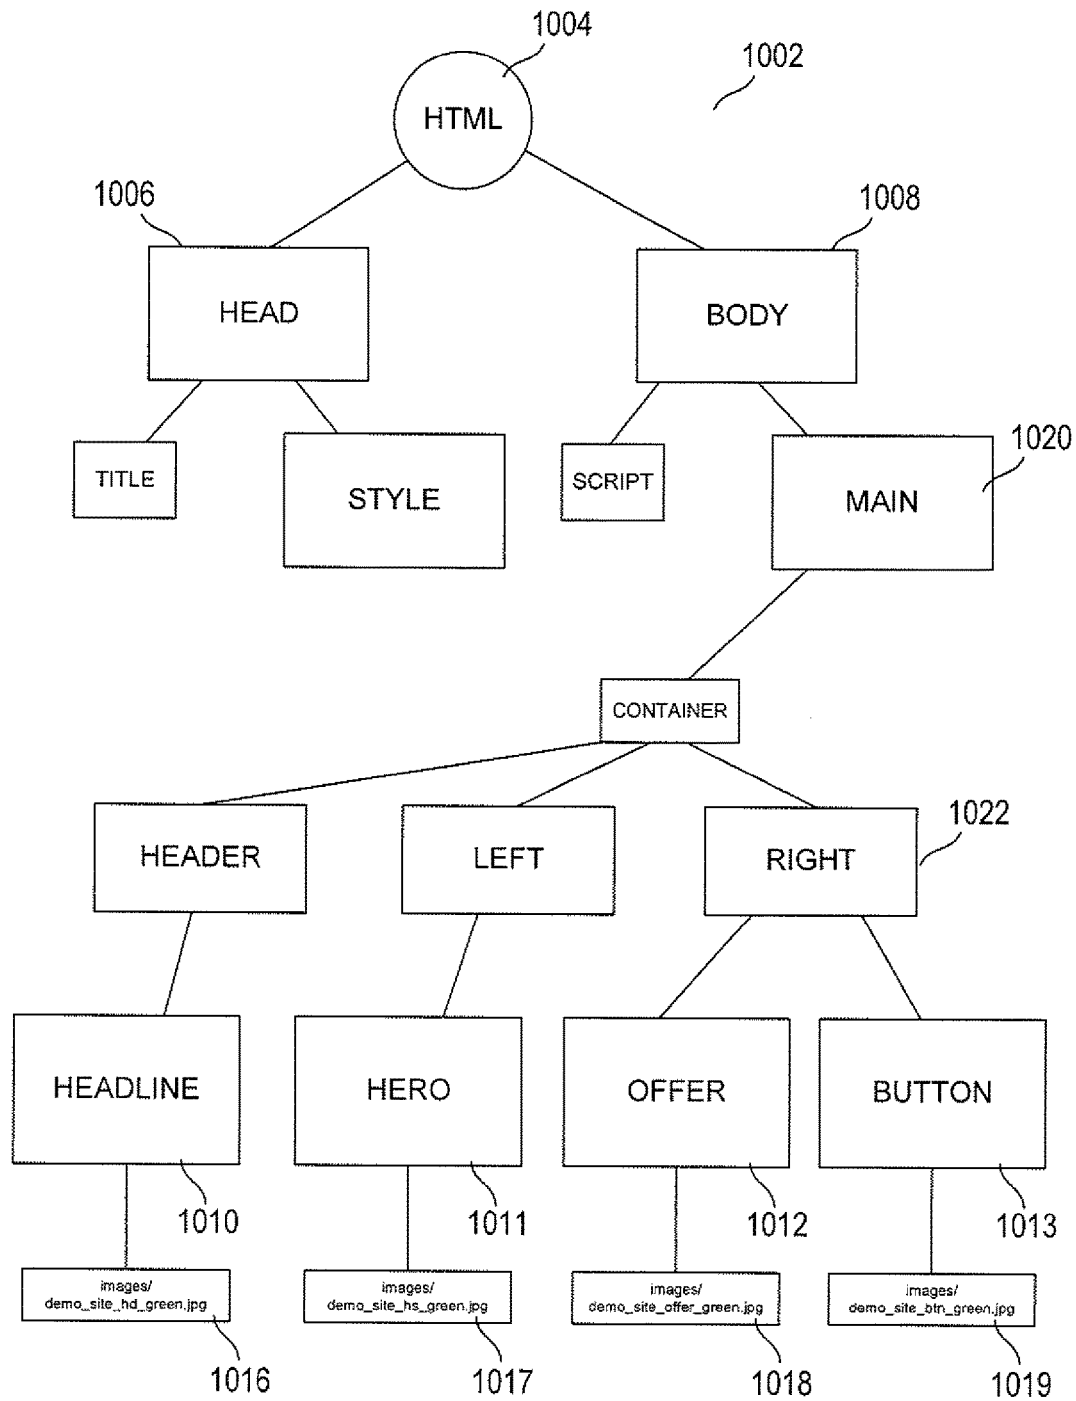 1004
1002
HTML
1006
1008
HEAD
BODY
1020
TITLE
STYLE
SCRIPT
MAIN
CONTAINER
1022
HEADER
LEFT
RIGHT
HEADLINE
HERO
OFFER
BUTTON
1010
1011
1012
1013
images/
demo_site_hd_green.jpg
images/
demo_site_hs_green.jpg
images/
demo_site_offer_green.jpg
images/
demo_site_btn_green.jpg
1016
1017
1018
1019